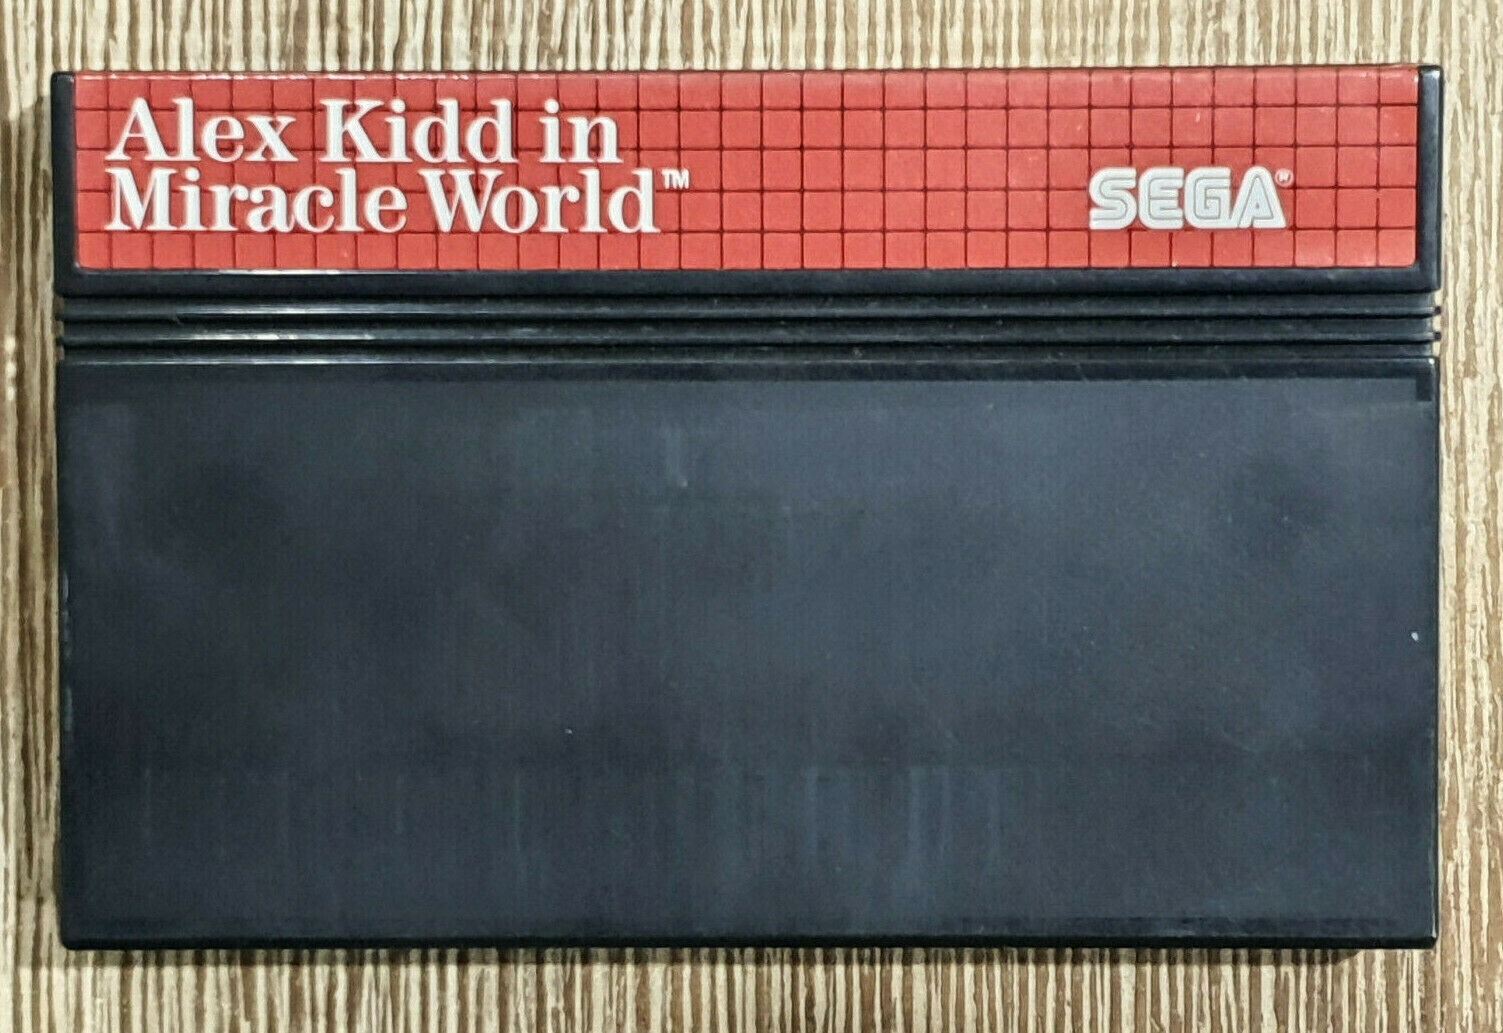 Alex Kidd in
Miracle World™
SEGA®